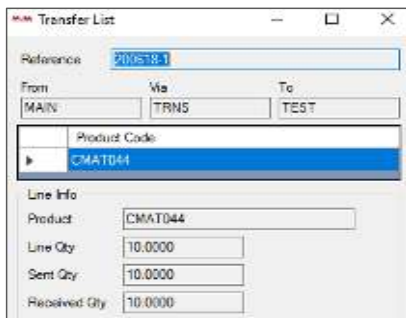 Transfer List
Reference 200618-1
From Via To
MAIN TRNS TEST
Product Code
CMAT044
Line Info
Product CMAT044
Line Qty 10.0000
Sent Qty 10.0000
Received Qty 10.0000